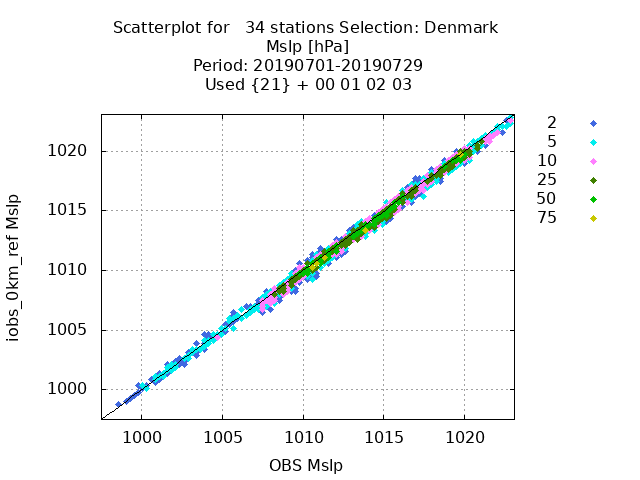 Scatterplot for   34 stations Selection: Denmark
Mslp [hPa]
Period: 20190701-20190729
Used {21} + 00 01 02 03
2
5
10
25
50
75
1020
1015
1010
1005
1000
iobs_0km_ref Mslp
1000 1005 1010 1015 1020
OBS Mslp